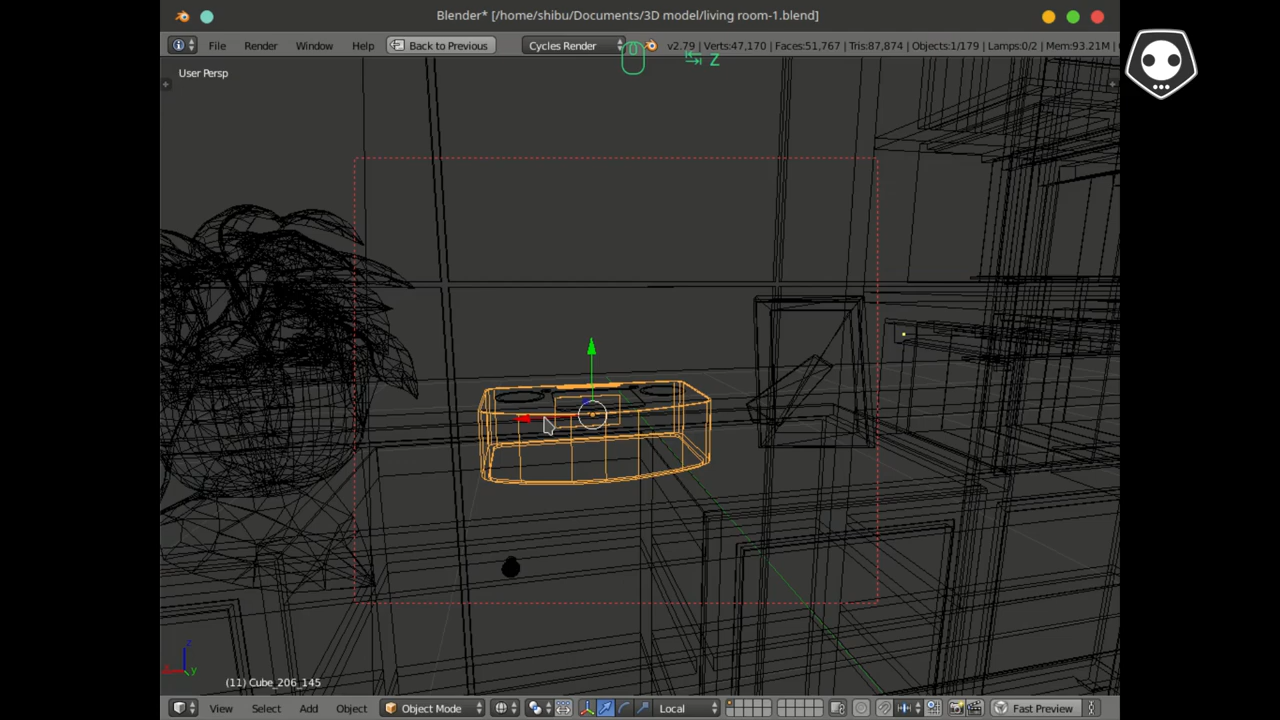 Blender* [/home/shibu/Documents/3D model/living room-1.blend]
File Render Window Help Back to Previous Cycles Render v2.76 | Verts:47,170 | Faces:51,767 | Tris:87,874 | Objects:1/179 | Lamps:0/2 | Mem:93.21M |
Z
User Persp
z
x y
(11) Cube_206_145
View Select Add Object Object Mode Local Fast Preview